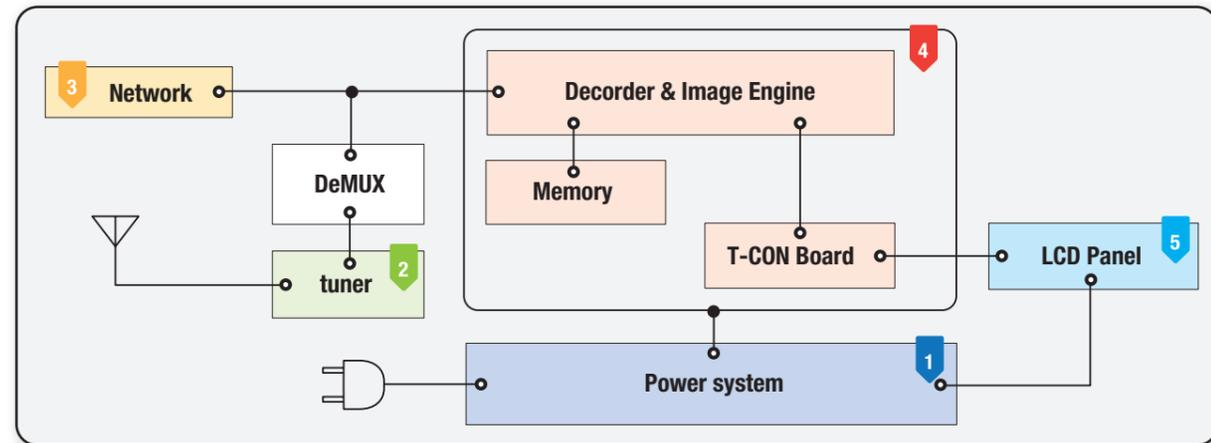 4
3
Network
Decorder & Image Engine
DeMUX
Memory
tuner
2
T-CON Board
LCD Panel
5
Power system
1